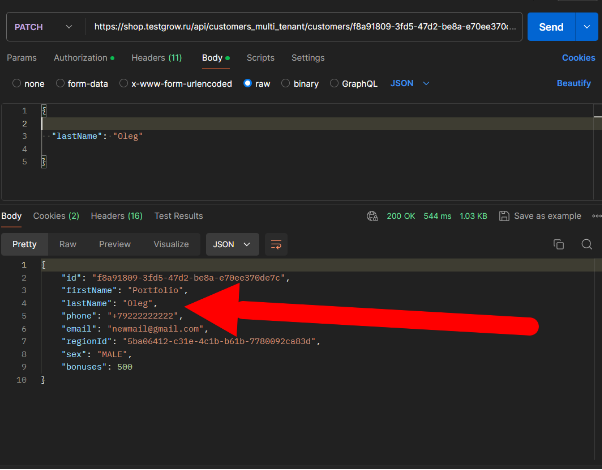 PATCH https://shop.testgrow.ru/api/customers_multi_tenant/customers/f8a91809-3fd5-47d2-be8a-e70ee370c... Send
Params Authorization Headers (11) Body Scripts Settings Cookies
none form-data x-www-form-urlencoded raw binary GraphQL JSON Beautify
1 {
2
3 "lastName": "Oleg"
4
5 }
Body Cookies (2) Headers (16) Test Results 200 OK 544 ms 1.03 KB Save as example
Pretty Raw Preview Visualize JSON
1 {
2 "id": "f8a91809-3fd5-47d2-be8a-e70ee370de7c",
3 "firstName": "Portfolio",
4 "lastName": "Oleg",
5 "phone": "+79222222222",
6 "email": "newmail@gmail.com",
7 "regionId": "5ba06412-c31e-4c1b-b61b-7780092ca83d",
8 "sex": "MALE",
9 "bonuses": 500
10 }